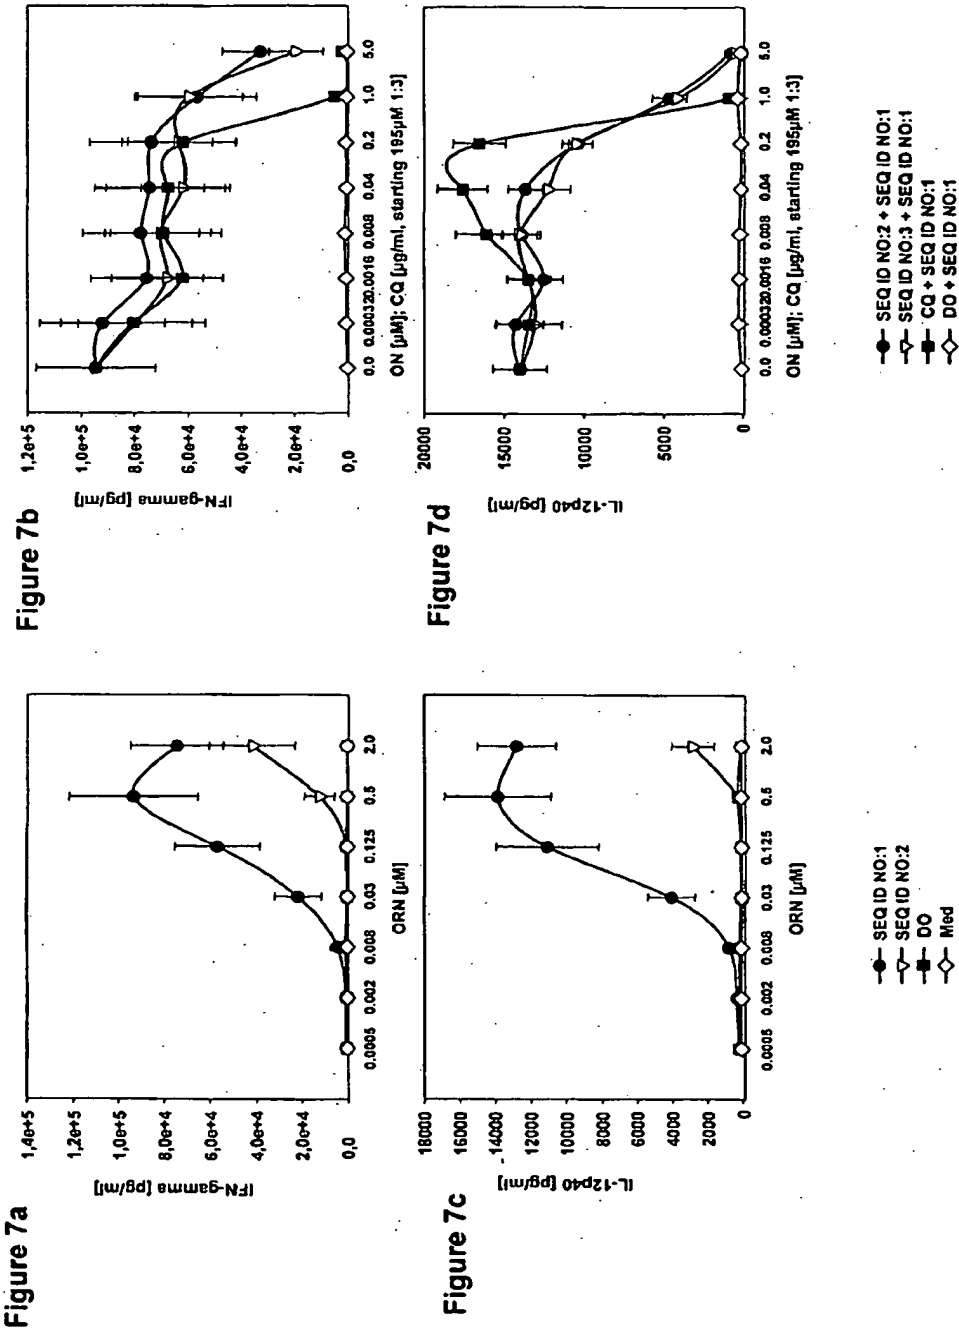 Figure 7a
IFN-gamma [pg/ml]
1,4e+5
1,2e+5
1,0e+4
8,0e+4
6,0e+4
4,0e+4
2,0e+4
0,0
0.0005 0.002 0.008 0.03 0.125 0.5 2.0
ORN [µM]
Figure 7b
IFN-gamma [pg/ml]
1,2e+5
1,0e+4
8,0e+4
6,0e+4
4,0e+4
2,0e+4
0,0
0.0 0.000320.0016 0.008 0.04 0.2 1.0 5.0
ON [µM]; CQ [µg/ml, starting 195µM 1:3]
Figure 7c
IL-12p40 [pg/ml]
18000
16000
14000
12000
10000
8000
6000
4000
2000
0
0.0005 0.002 0.008 0.03 0.125 0.5 2.0
ORN [µM]
SEQ ID NO:1
SEQ ID NO:2
DO
Med
Figure 7d
IL-12p40 [pg/ml]
20000
15000
10000
5000
0
0.0 0.000320.0016 0.008 0.04 0.2 1.0 5.0
ON [µM]; CQ [µg/ml, starting 195µM 1:3]
SEQ ID NO:2 + SEQ ID NO:1
SEQ ID NO:3 + SEQ ID NO:1
CQ + SEQ ID NO:1
DO + SEQ ID NO:1